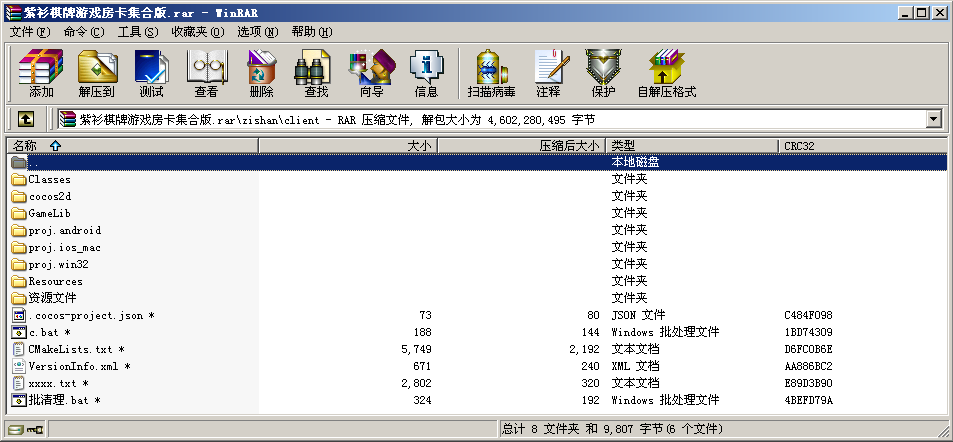 紫衫棋牌游戏房卡集合版.rar - WinRAR
文件(F) 命令(C) 工具(S) 收藏夹(O) 选项(N) 帮助(H)
添加 解压到 测试 查看 删除 查找 向导 信息 扫描病毒 注释 保护 自解压格式
紫衫棋牌游戏房卡集合版.rar\zishan\client - RAR 压缩文件, 解包大小为 4,602,280,495 字节
名称 大小 压缩后大小 类型 CRC32
.. 本地磁盘
Classes 文件夹
cocos2d 文件夹
GameLib 文件夹
proj.android 文件夹
proj.ios_mac 文件夹
proj.win32 文件夹
Resources 文件夹
资源文件 文件夹
.cocos-project.json * 73 80 JSON 文件 C484F098
c.bat * 188 144 Windows 批处理文件 1BD74309
CMakeLists.txt * 5,749 2,192 文本文档 D6FC0B6E
VersionInfo.xml * 671 240 XML 文档 AA886BC2
xxxx.txt * 2,802 320 文本文档 E89D3B90
批清理.bat * 324 192 Windows 批处理文件 4BEFD79A
总计 8 文件夹 和 9,807 字节(6 个文件)